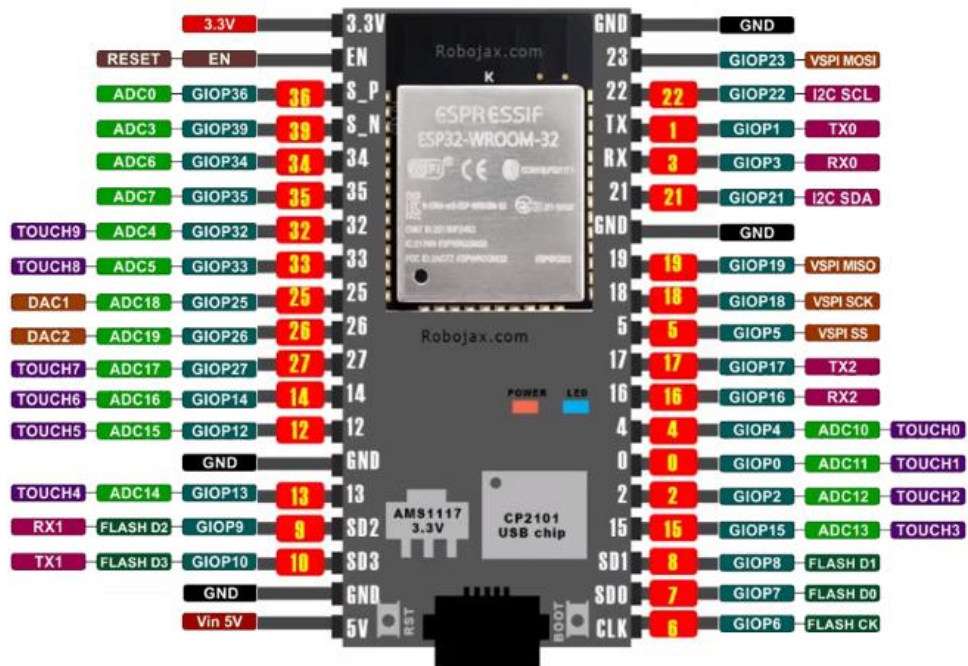 3.3V 3.3V GND GND
RESET EN EN 23 GIOP23 VSPI MOSI
Robojax.com
ADC0 GIOP36 36 S_P 22 22 GIOP22 I2C SCL
ADC3 GIOP39 39 S_N TX 1 GIOP1 TX0
ESPRESSIF
ESP32-WROOM-32
ADC6 GIOP34 34 34 RX 3 GIOP3 RX0
ADC7 GIOP35 35 35 21 21 GIOP21 I2C SDA
TOUCH9 ADC4 GIOP32 32 32 GND GND
TOUCH8 ADC5 GIOP33 33 33 19 19 GIOP19 VSPI MISO
DAC1 ADC18 GIOP25 25 25 18 18 GIOP18 VSPI SCK
DAC2 ADC19 GIOP26 26 26 5 5 GIOP5 VSPI SS
Robojax.com
TOUCH7 ADC17 GIOP27 27 27 17 17 GIOP17 TX2
TOUCH6 ADC16 GIOP14 14 14 16 16 GIOP16 RX2
POWER LED
TOUCH5 ADC15 GIOP12 12 12 4 4 GIOP4 ADC10 TOUCH0
GND GND 0 0 GIOP0 ADC11 TOUCH1
TOUCH4 ADC14 GIOP13 13 13 2 2 GIOP2 ADC12 TOUCH2
AMS1117
3.3V
CP2101
USB chip
RX1 FLASH D2 GIOP9 9 SD2 15 15 GIOP15 ADC13 TOUCH3
TX1 FLASH D3 GIOP10 10 SD3 SD1 8 GIOP8 FLASH D1
GND GND SD0 7 GIOP7 FLASH D0
Vin 5V 5V RST BOOT CLK 6 GIOP6 FLASH CK